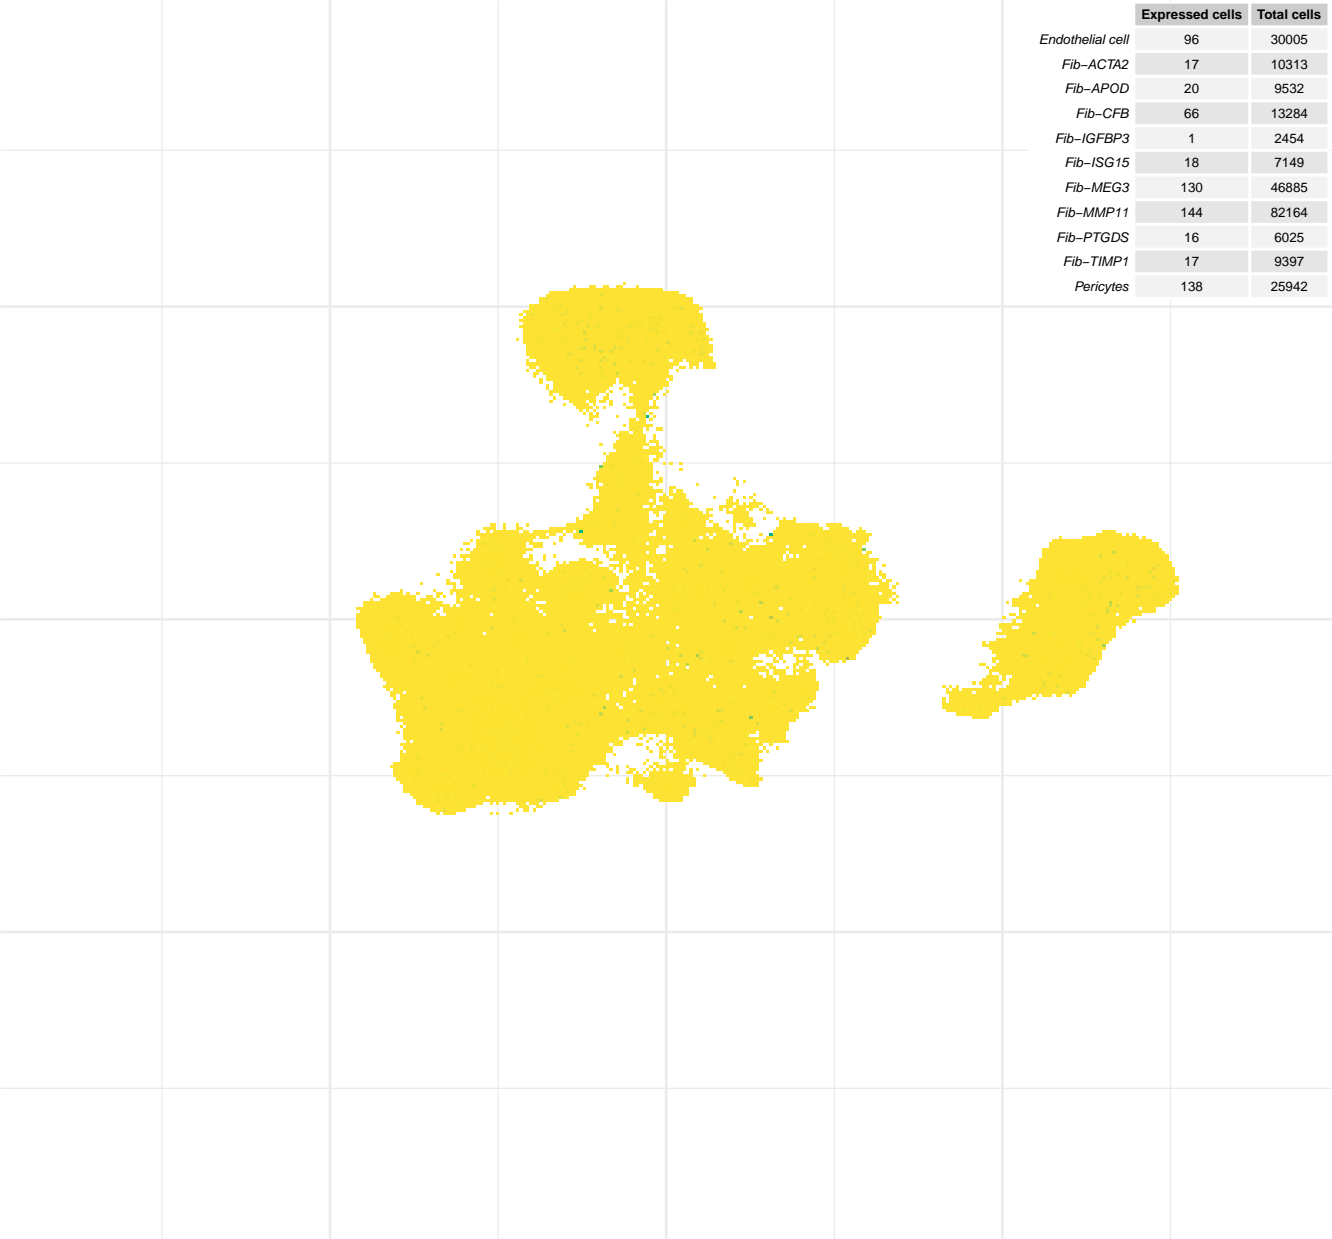 Expressed cells Total cells
Endothelial cell 96 30005
Fib−ACTA2 17 10313
Fib−APOD 20 9532
Fib−CFB 66 13284
Fib−IGFBP3 1 2454
Fib−ISG15 18 7149
Fib−MEG3 130 46885
Fib−MMP11 144 82164
Fib−PTGDS 16 6025
Fib−TIMP1 17 9397
Pericytes 138 25942